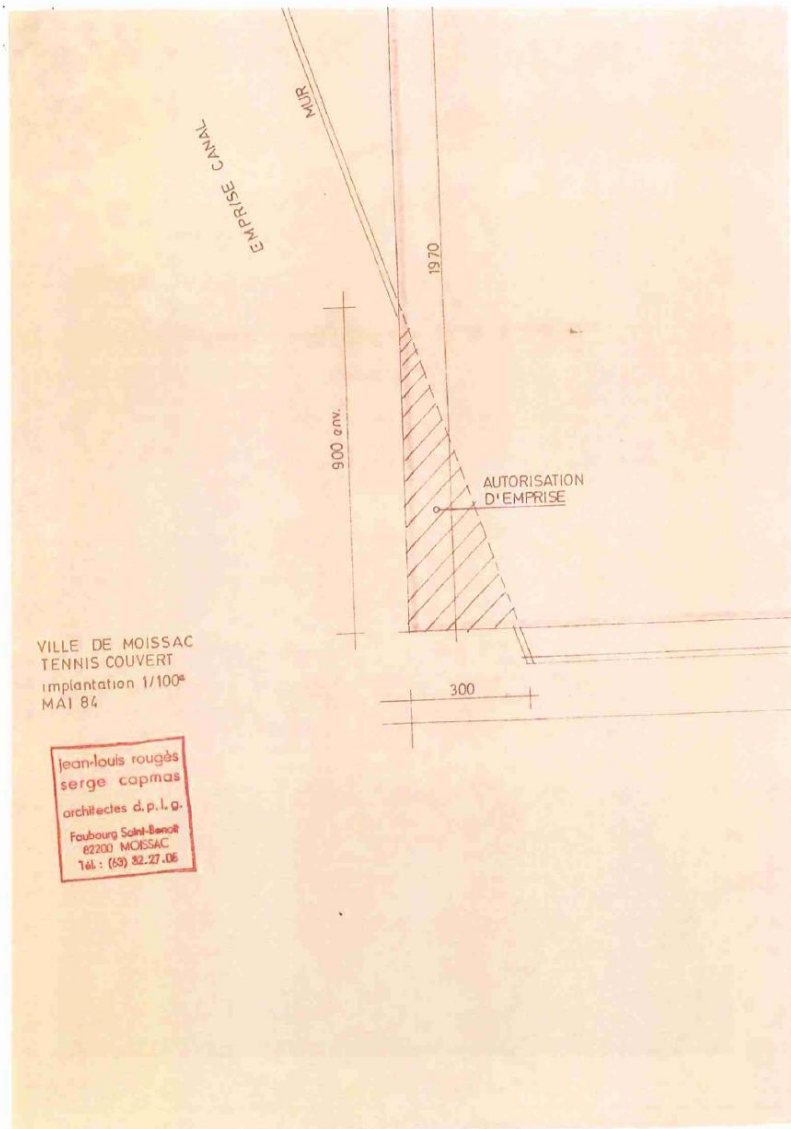 MUR
EMPRISE CANAL
1970
900 env.
AUTORISATION
D'EMPRISE
VILLE DE MOISSAC
TENNIS COUVERT
implantation 1/100e
MAI 84
300
jean-louis rougès
serge capmas
architectes d.p.l.g.
Faubourg Saint-Benoît
82200 MOISSAC
Tél. : (63) 82.27.06